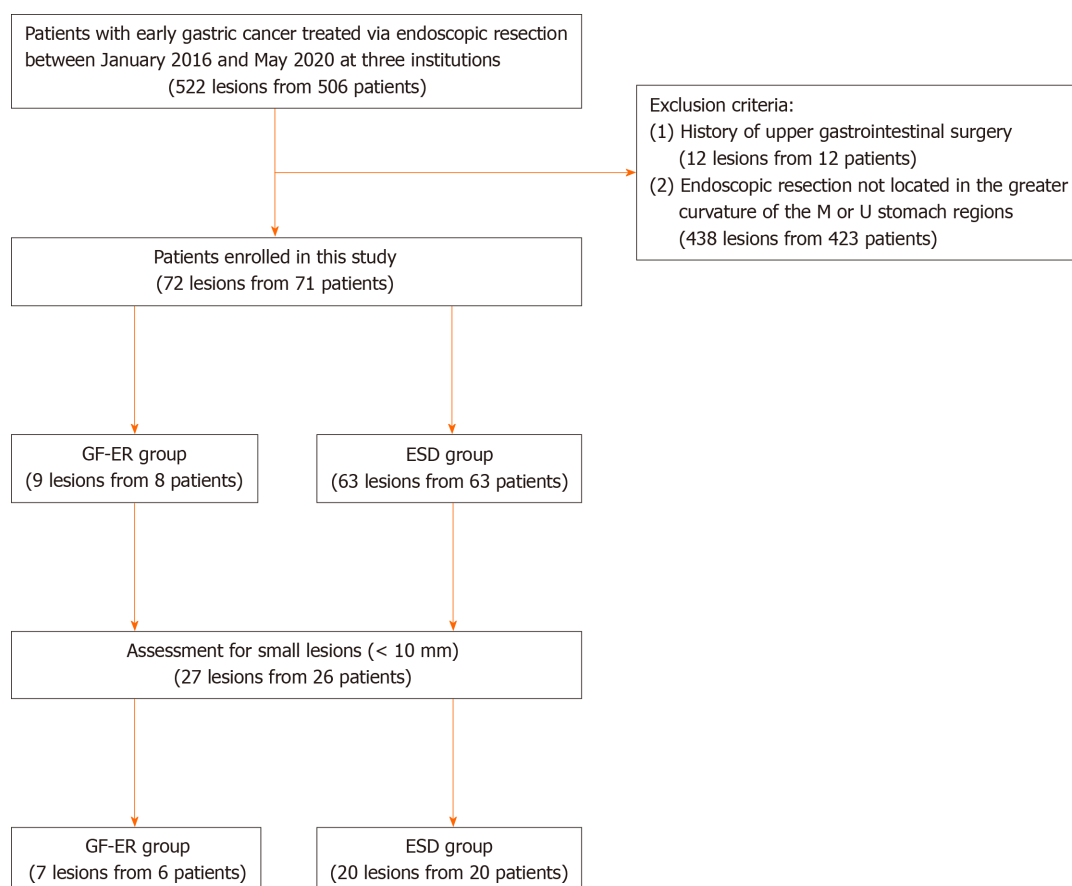 Patients with early gastric cancer treated via endoscopic resection
between January 2016 and May 2020 at three institutions
(522 lesions from 506 patients)
Exclusion criteria:
(1) History of upper gastrointestinal surgery
(12 lesions from 12 patients)
(2) Endoscopic resection not located in the greater
curvature of the M or U stomach regions
(438 lesions from 423 patients)
Patients enrolled in this study
(72 lesions from 71 patients)
GF-ER group
(9 lesions from 8 patients)
ESD group
(63 lesions from 63 patients)
Assessment for small lesions (< 10 mm)
(27 lesions from 26 patients)
GF-ER group
(7 lesions from 6 patients)
ESD group
(20 lesions from 20 patients)